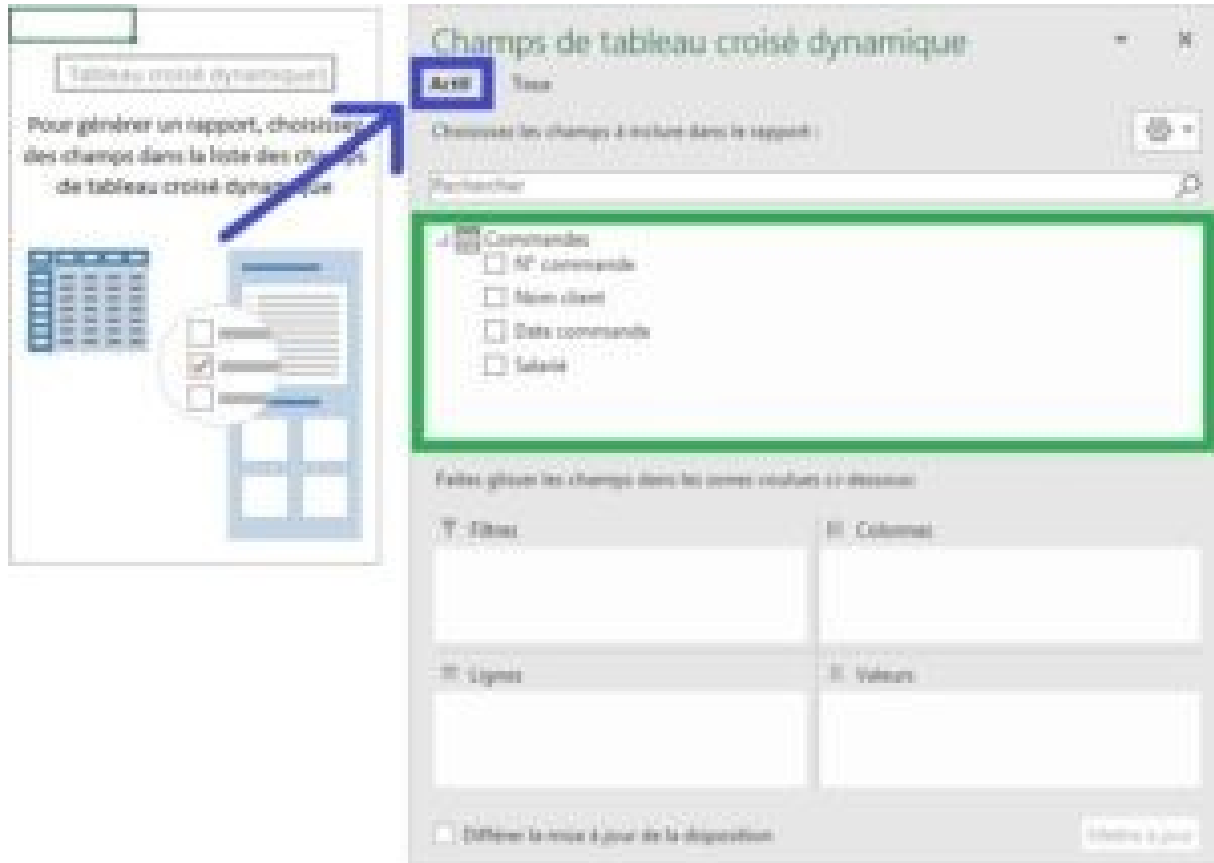 Tableau croisé dynamique1
Pour générer un rapport, choisissez
des champs dans la liste des champs
de tableau croisé dynamique
Champs de tableau croisé dynamique
Actif Tous
Choisissez les champs à inclure dans le rapport :
Rechercher
Commandes
N° commande
Nom client
Date commande
Salarié
Faites glisser les champs dans les zones voulues ci-dessous:
Filtres
Colonnes
Lignes
Valeurs
Différer la mise à jour de la disposition
Mettre à jour